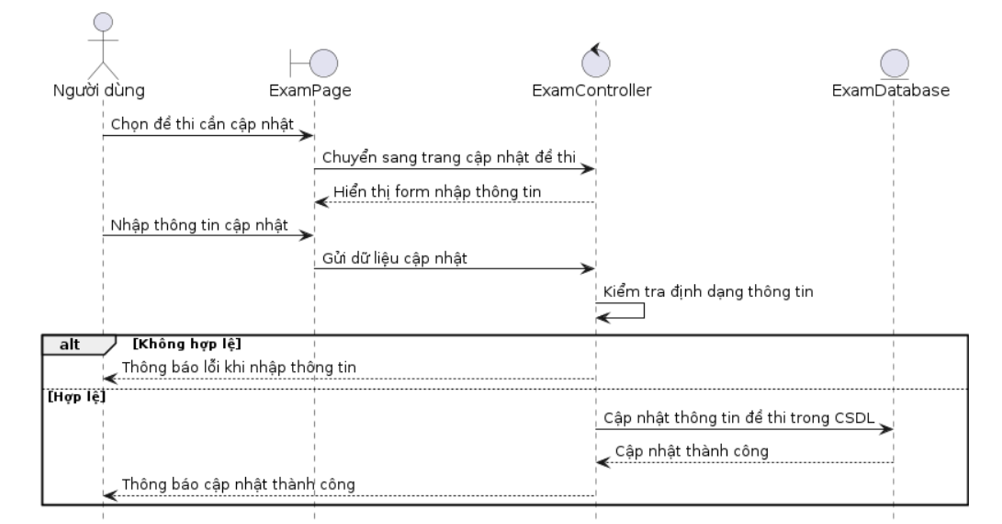 Người dùng
ExamPage
ExamController
ExamDatabase
Chọn đề thi cần cập nhật
Chuyển sang trang cập nhật đề thi
Hiển thị form nhập thông tin
Nhập thông tin cập nhật
Gửi dữ liệu cập nhật
Kiểm tra định dạng thông tin
alt [Không hợp lệ]
Thông báo lỗi khi nhập thông tin
[Hợp lệ]
Cập nhật thông tin đề thi trong CSDL
Cập nhật thành công
Thông báo cập nhật thành công